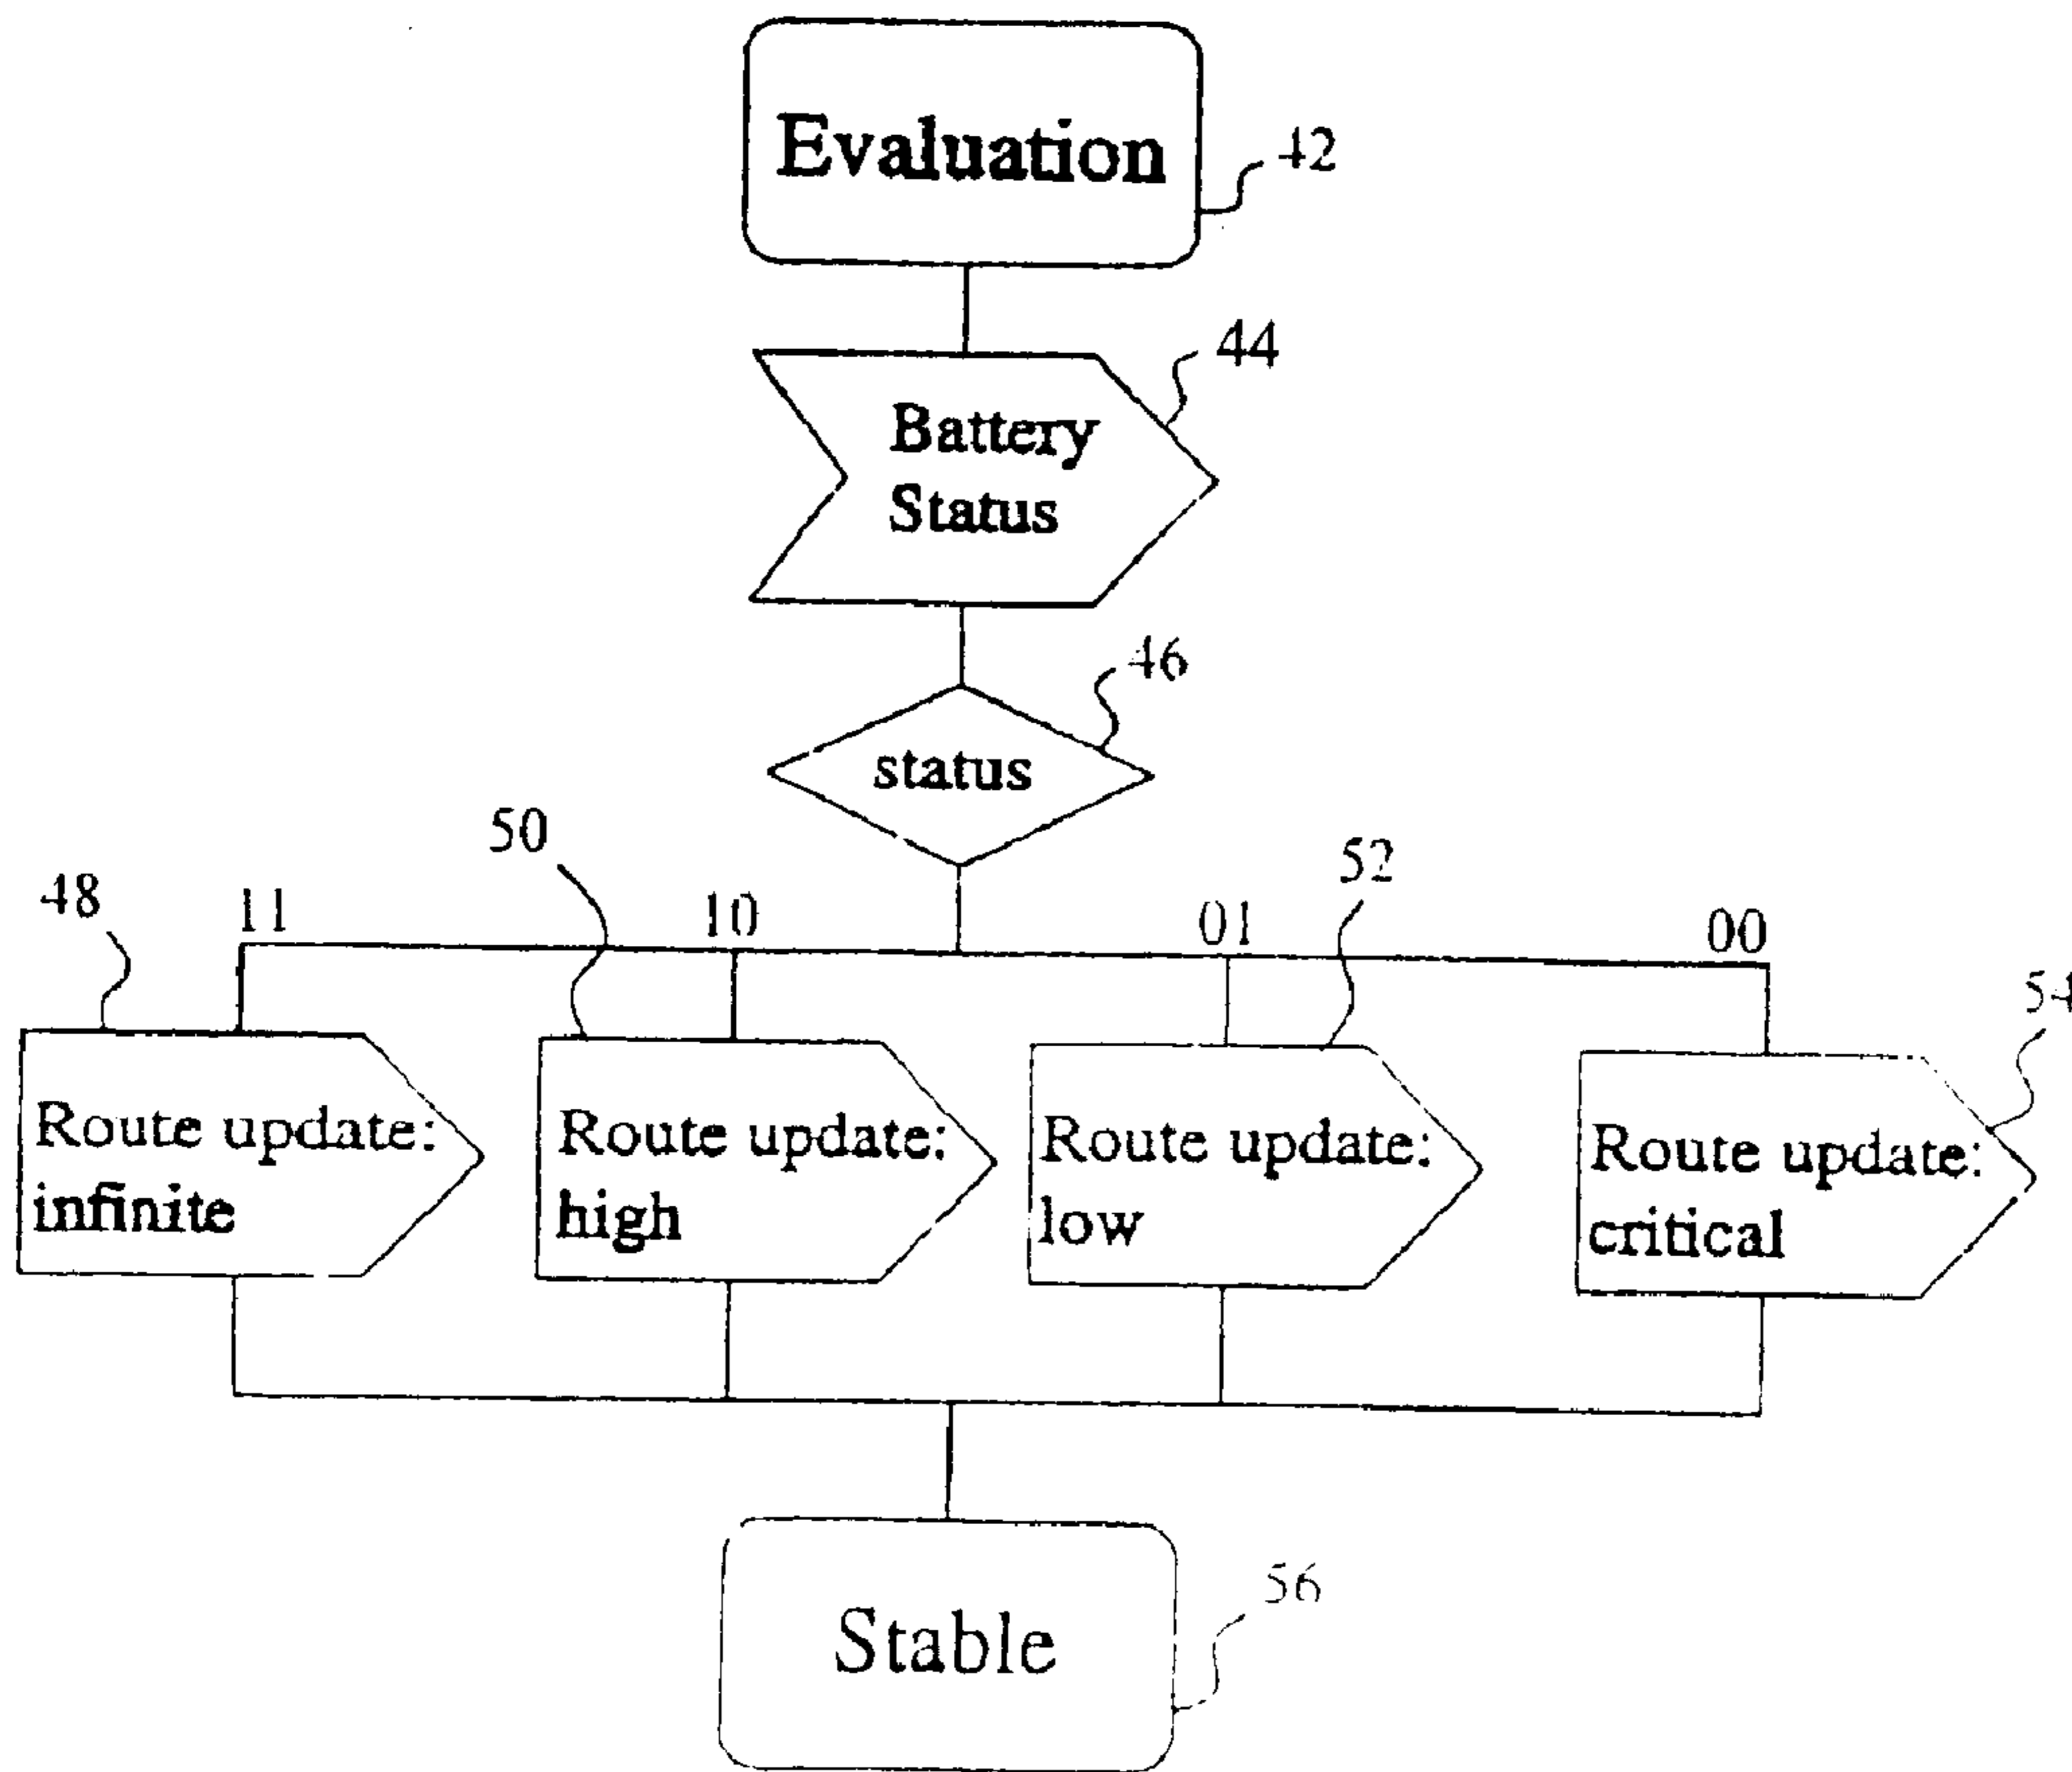 Evaluation
42
44
Battery
Status
46
status
50
52
48
11
10
01
00
54
Route update:
infinite
Route update:
high
Route update:
low
Route update:
critical
56
Stable